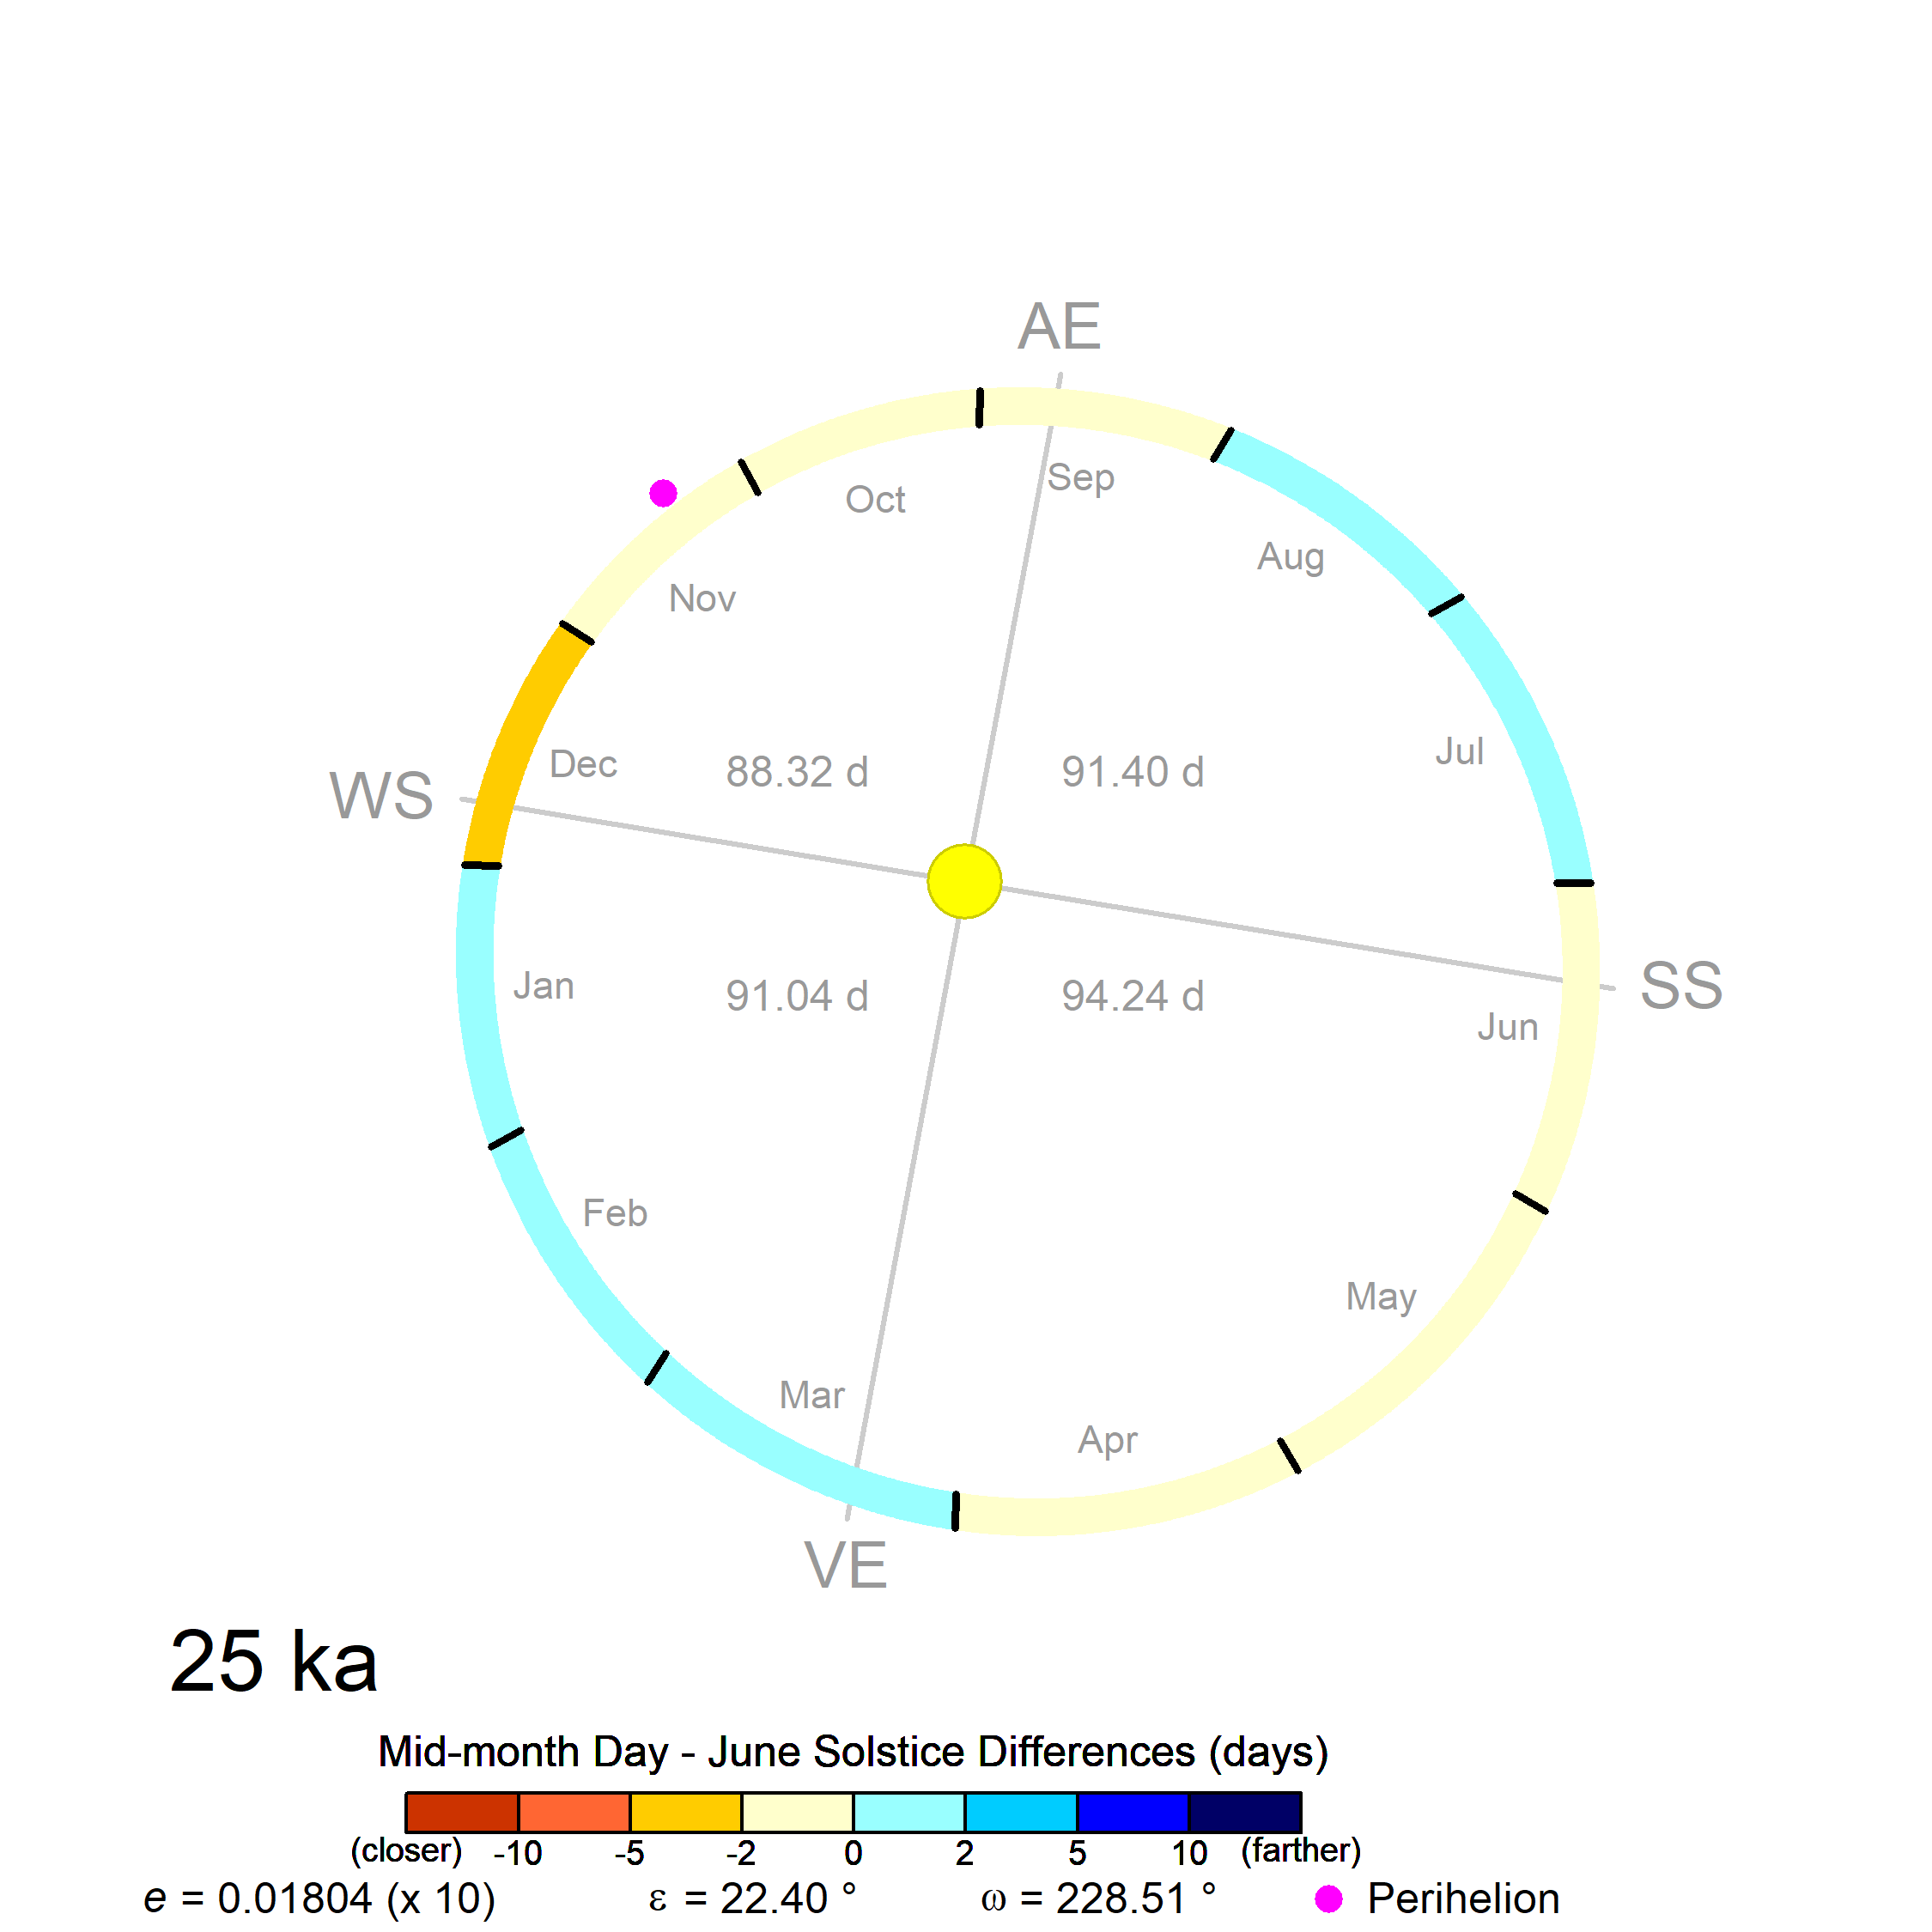 AE
Sep
Oct
Aug
Nov
Jul
Dec
88.32 d
91.40 d
WS
SS
Jan
91.04 d
94.24 d
Jun
Feb
May
Mar
Apr
VE
25 ka
Mid-month Day - June Solstice Differences (days)
(closer) -10 -5 -2 0 2 5 10 (farther)
e = 0.01804 (x 10) ε = 22.40 ° ω = 228.51 ° Perihelion